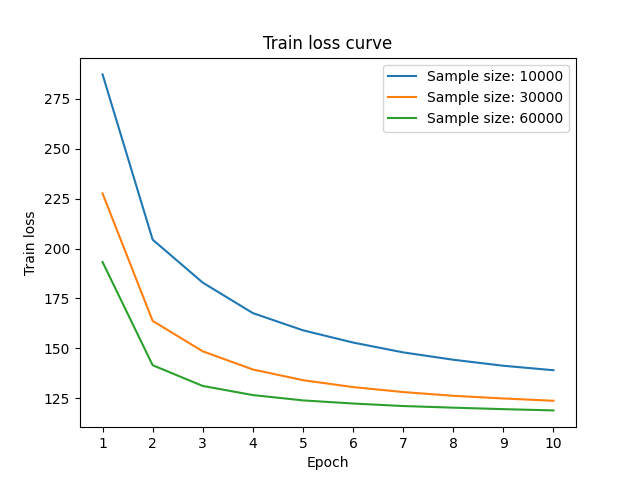 Train loss curve
Sample size: 10000
Sample size: 30000
Sample size: 60000
Train loss
275
250
225
200
175
150
125
1 2 3 4 5 6 7 8 9 10
Epoch